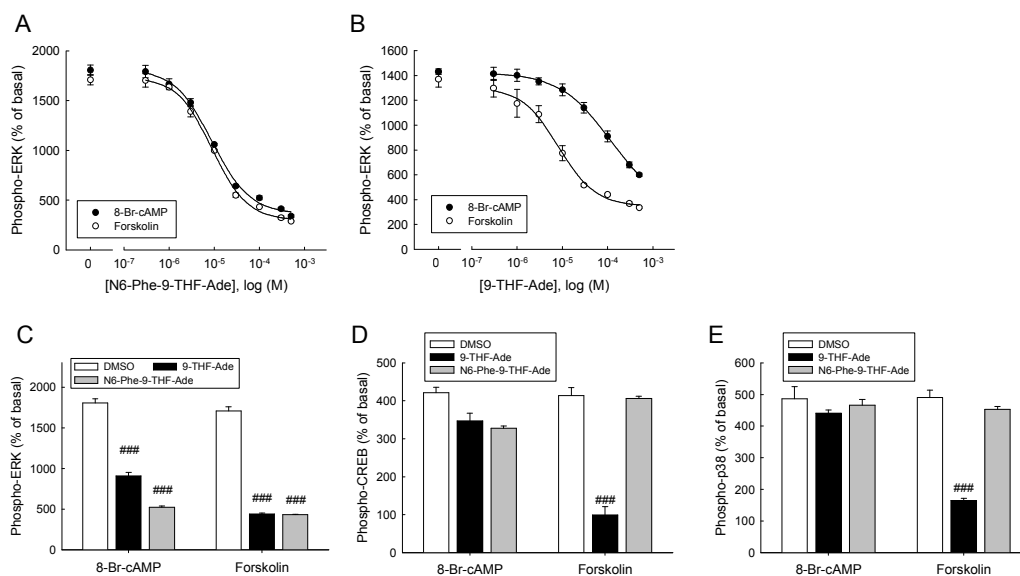 A
2000
1500
1000
500
0
Phospho-ERK (% of basal)
8-Br-cAMP
Forskolin
0 10-7 10-6 10-5 10-4 10-3
[N6-Phe-9-THF-Ade], log (M)
B
1600
1400
1200
1000
800
600
400
200
0
Phospho-ERK (% of basal)
8-Br-cAMP
Forskolin
0 10-7 10-6 10-5 10-4 10-3
[9-THF-Ade], log (M)
C
DMSO 9-THF-Ade
N6-Phe-9-THF-Ade
2000
1500
1000
500
0
Phospho-ERK (% of basal)
###
###
### ###
8-Br-cAMP Forskolin
D
DMSO
9-THF-Ade
N6-Phe-9-THF-Ade
500
400
300
200
100
0
Phospho-CREB (% of basal)
###
8-Br-cAMP Forskolin
E
DMSO
9-THF-Ade
N6-Phe-9-THF-Ade
600
500
400
300
200
100
0
Phospho-p38 (% of basal)
###
8-Br-cAMP Forskolin